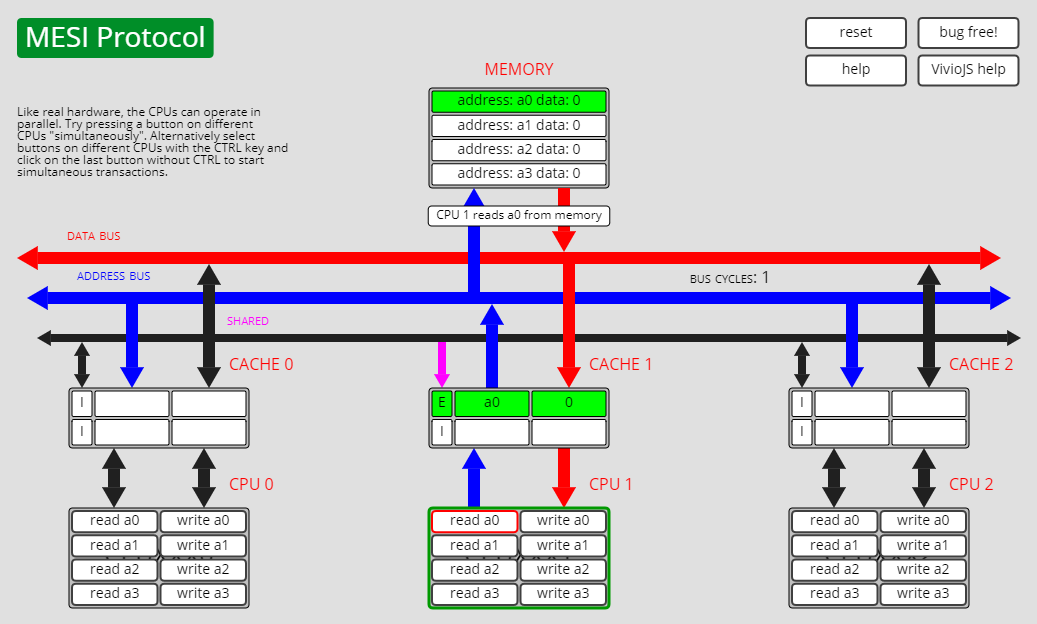 MESI Protocol
reset
bug free!
help
VivioJS help
MEMORY
address: a0 data: 0
address: a1 data: 0
address: a2 data: 0
address: a3 data: 0
Like real hardware, the CPUs can operate in
parallel. Try pressing a button on different
CPUs "simultaneously". Alternatively select
buttons on different CPUs with the CTRL key and
click on the last button without CTRL to start
simultaneous transactions.
CPU 1 reads a0 from memory
DATA BUS
ADDRESS BUS
BUS CYCLES: 1
SHARED
CACHE 0
CACHE 1
CACHE 2
I
I
E a0 0
I
I
I
CPU 0
CPU 1
CPU 2
read a0 write a0
read a1 write a1
read a2 write a2
read a3 write a3
read a0 write a0
read a1 write a1
read a2 write a2
read a3 write a3
read a0 write a0
read a1 write a1
read a2 write a2
read a3 write a3